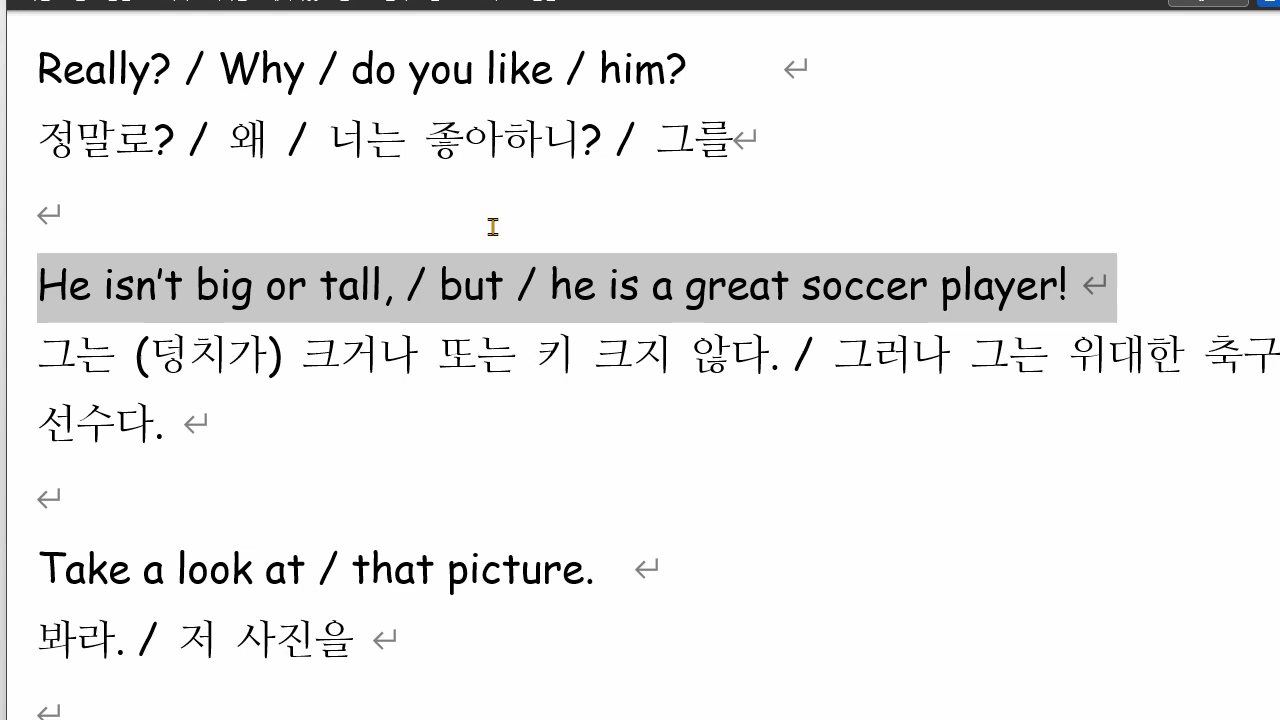 Really? / Why / do you like / him?
정말로? / 왜 / 너는 좋아하니? / 그를
He isn't big or tall, / but / he is a great soccer player!
그는 (덩치가) 크거나 또는 키 크지 않다. / 그러나 그는 위대한 축구
선수다.
Take a look at / that picture.
봐라. / 저 사진을